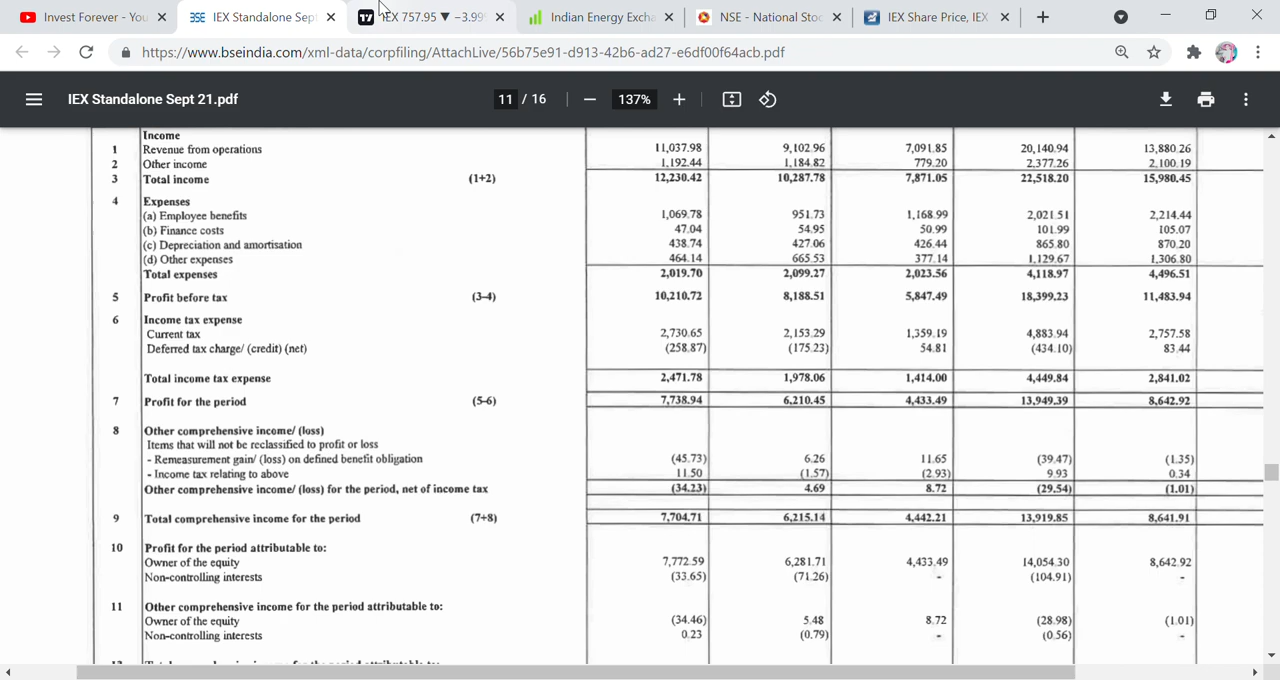 Invest Forever - You
IEX Standalone Sept
IEX 757.95 ▼ −3.99%
Indian Energy Excha
NSE - National Stoc
IEX Share Price, IEX
https://www.bseindia.com/xml-data/corpfiling/AttachLive/56b75e91-d913-42b6-ad27-e6df00f64acb.pdf
IEX Standalone Sept 21.pdf
11 / 16
137%
Income
1 Revenue from operations 11,037.98 9,102.96 7,091.85 20,140.94 13,880.26
2 Other income 1,192.44 1,184.82 779.20 2,377.26 2,100.19
3 Total income (1+2) 12,230.42 10,287.78 7,871.05 22,518.20 15,980.45
4 Expenses
(a) Employee benefits 1,069.78 951.73 1,168.99 2,021.51 2,214.44
(b) Finance costs 47.04 54.95 50.99 101.99 105.07
(c) Depreciation and amortisation 438.74 427.06 426.44 865.80 870.20
(d) Other expenses 464.14 665.53 377.14 1,129.67 1,306.80
Total expenses 2,019.70 2,099.27 2,023.56 4,118.97 4,496.51
5 Profit before tax (3-4) 10,210.72 8,188.51 5,847.49 18,399.23 11,483.94
6 Income tax expense
Current tax 2,730.65 2,153.29 1,359.19 4,883.94 2,757.58
Deferred tax charge/ (credit) (net) (258.87) (175.23) 54.81 (434.10) 83.44
Total income tax expense 2,471.78 1,978.06 1,414.00 4,449.84 2,841.02
7 Profit for the period (5-6) 7,738.94 6,210.45 4,433.49 13,949.39 8,642.92
8 Other comprehensive income/ (loss)
Items that will not be reclassified to profit or loss
- Remeasurement gain/ (loss) on defined benefit obligation (45.73) 6.26 11.65 (39.47) (1.35)
- Income tax relating to above 11.50 (1.57) (2.93) 9.93 0.34
Other comprehensive income/ (loss) for the period, net of income tax (34.23) 4.69 8.72 (29.54) (1.01)
9 Total comprehensive income for the period (7+8) 7,704.71 6,215.14 4,442.21 13,919.85 8,641.91
10 Profit for the period attributable to:
Owner of the equity 7,772.59 6,281.71 4,433.49 14,054.30 8,642.92
Non-controlling interests (33.65) (71.26) - (104.91) -
11 Other comprehensive income for the period attributable to:
Owner of the equity (34.46) 5.48 8.72 (28.98) (1.01)
Non-controlling interests 0.23 (0.79) - (0.56) -